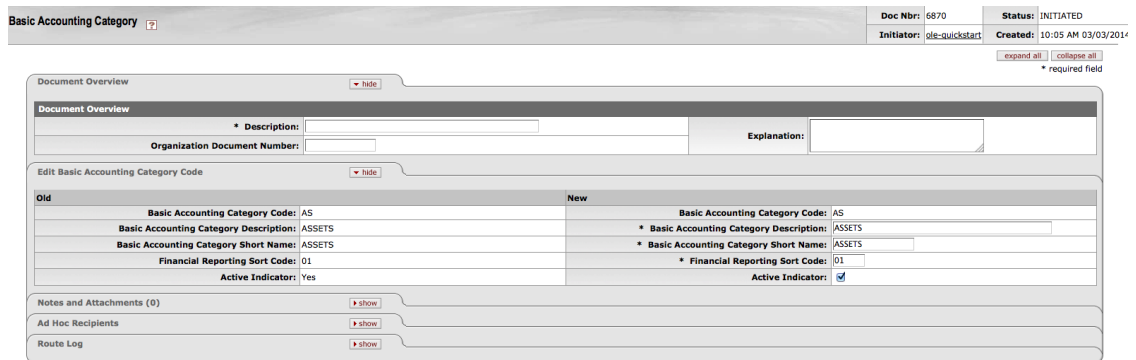 Basic Accounting Category ?
Doc Nbr: 6870 Status: INITIATED
Initiator: ole-quickstart Created: 10:05 AM 03/03/2014
expand all collapse all
* required field
Document Overview hide
Document Overview
* Description: Explanation:
Organization Document Number:
Edit Basic Accounting Category Code hide
Old New
Basic Accounting Category Code: AS Basic Accounting Category Code: AS
Basic Accounting Category Description: ASSETS * Basic Accounting Category Description: ASSETS
Basic Accounting Category Short Name: ASSETS * Basic Accounting Category Short Name: ASSETS
Financial Reporting Sort Code: 01 * Financial Reporting Sort Code: 01
Active Indicator: Yes Active Indicator:
Notes and Attachments (0) show
Ad Hoc Recipients show
Route Log show